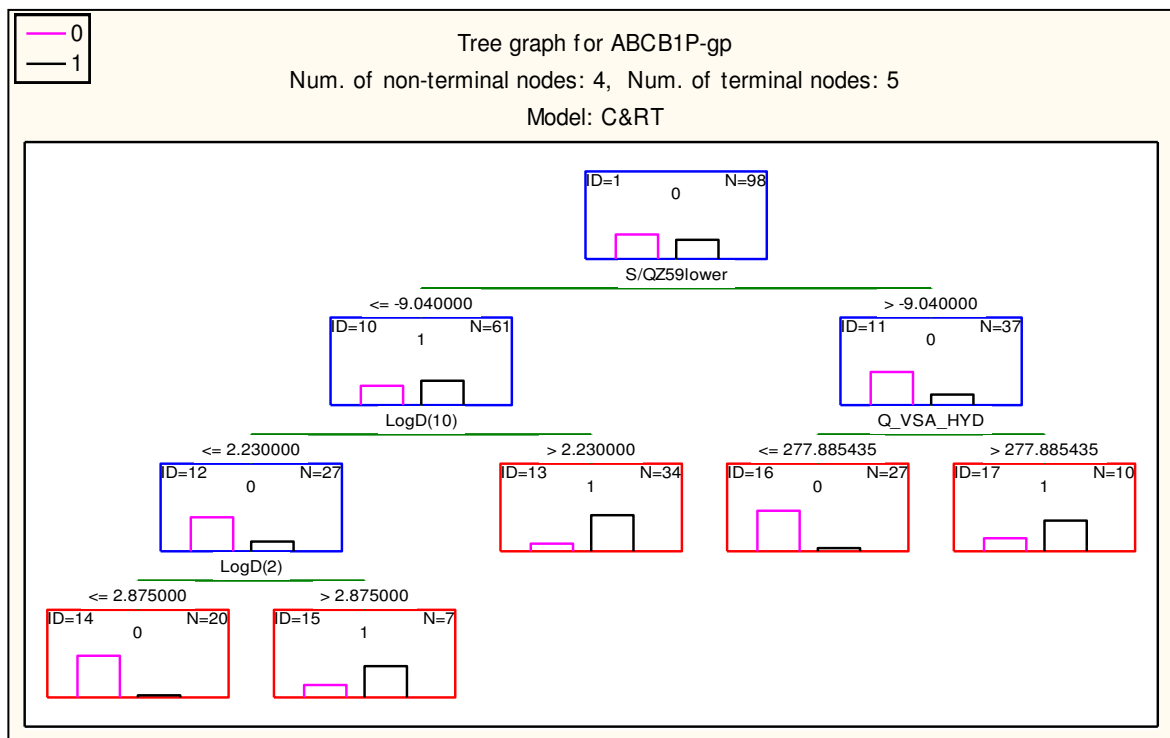 0
1
Tree graph for ABCB1P-gp
Num. of non-terminal nodes: 4, Num. of terminal nodes: 5
Model: C&RT
ID=1 N=98
0
S/QZ59lower
<= -9.040000 > -9.040000
ID=10 N=61 ID=11 N=37
1 0
LogD(10) Q_VSA_HYD
<= 2.230000 > 2.230000 <= 277.885435 > 277.885435
ID=12 N=27 ID=13 N=34 ID=16 N=27 ID=17 N=10
0 1 0 1
LogD(2)
<= 2.875000 > 2.875000
ID=14 N=20 ID=15 N=7
0 1